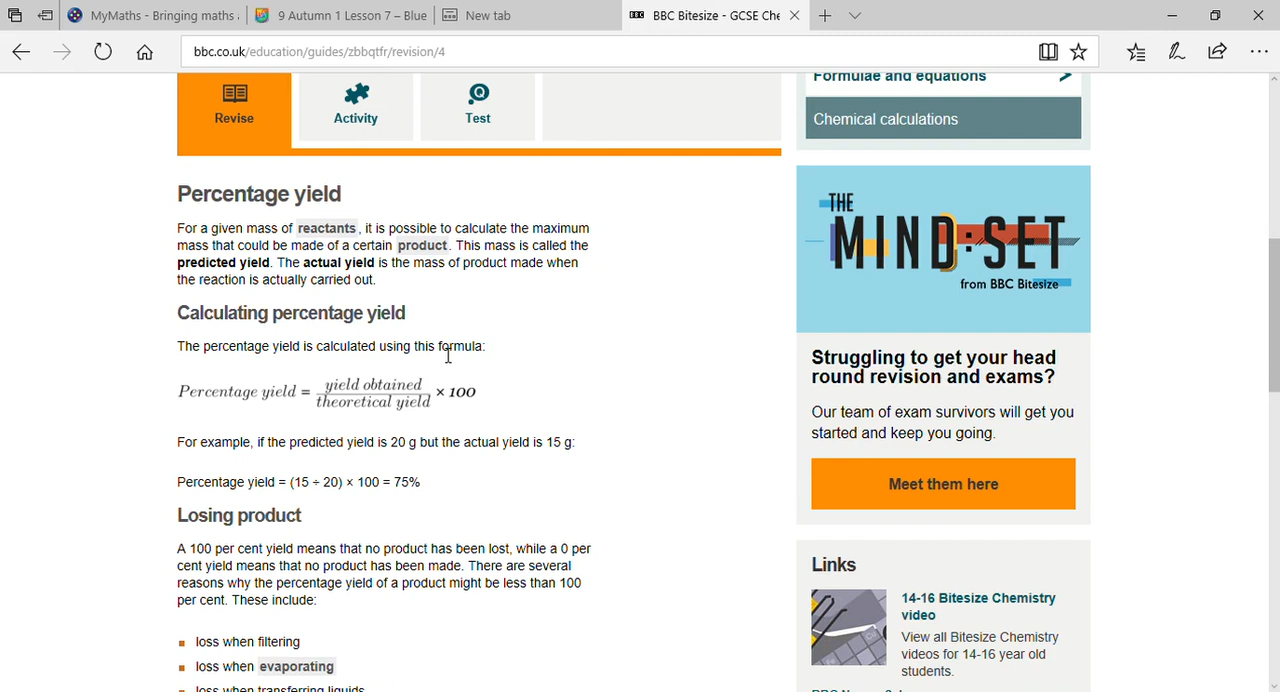 MyMaths - Bringing maths
9 Autumn 1 Lesson 7 – Blue
New tab
BBC Bitesize - GCSE Che
bbc.co.uk/education/guides/zbbqtfr/revision/4
Revise
Activity
Test
Formulae and equations
Chemical calculations
Percentage yield
For a given mass of reactants, it is possible to calculate the maximum
mass that could be made of a certain product. This mass is called the
predicted yield. The actual yield is the mass of product made when
the reaction is actually carried out.
Calculating percentage yield
The percentage yield is calculated using this formula:
Percentage yield = yield obtained / theoretical yield × 100
For example, if the predicted yield is 20 g but the actual yield is 15 g:
Percentage yield = (15 ÷ 20) × 100 = 75%
Losing product
A 100 per cent yield means that no product has been lost, while a 0 per
cent yield means that no product has been made. There are several
reasons why the percentage yield of a product might be less than 100
per cent. These include:
loss when filtering
loss when evaporating
loss when transferring liquids
THE
MIND:SET
from BBC Bitesize
Struggling to get your head
round revision and exams?
Our team of exam survivors will get you
started and keep you going.
Meet them here
Links
14-16 Bitesize Chemistry
video
View all Bitesize Chemistry
videos for 14-16 year old
students.